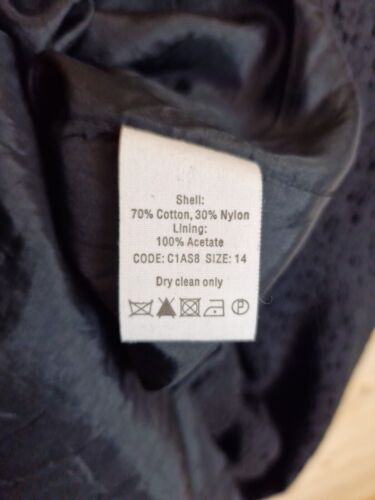 Shell:
70% Cotton, 30% Nylon
Lining:
100% Acetate
CODE: C1AS8 SIZE: 14
Dry clean only
P